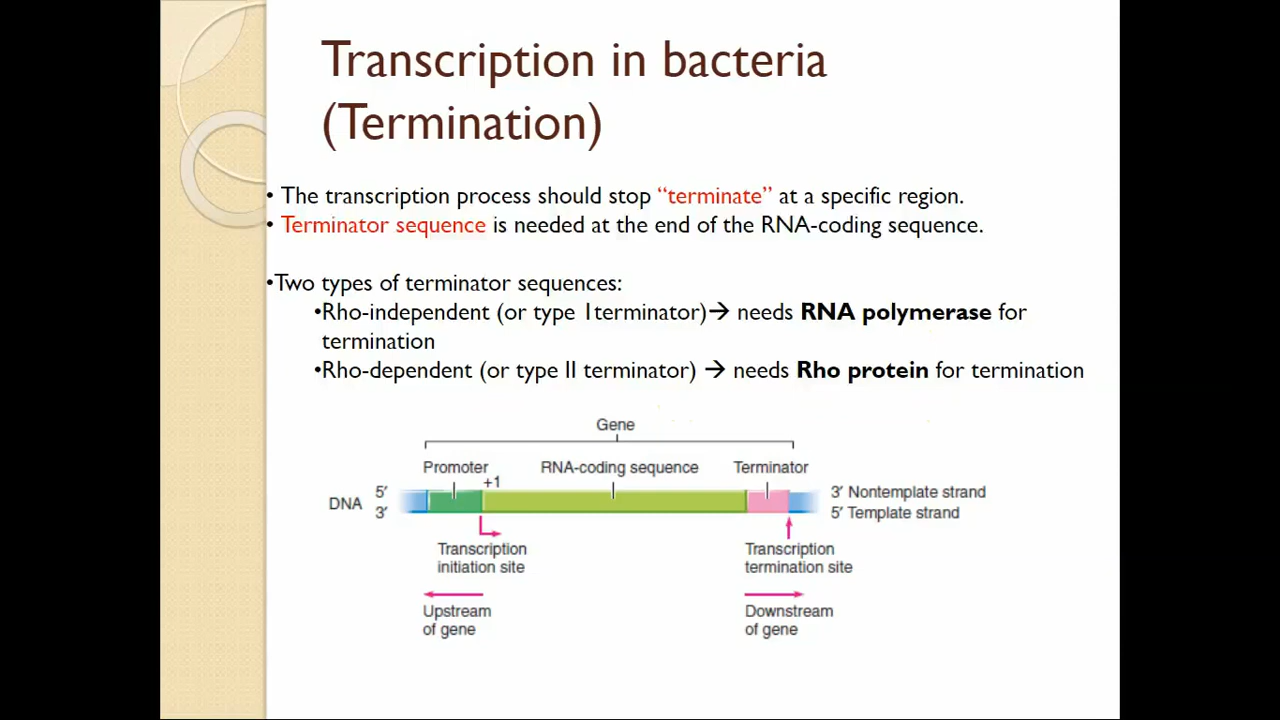 Transcription in bacteria
(Termination)
• The transcription process should stop “terminate” at a specific region.
• Terminator sequence is needed at the end of the RNA-coding sequence.
•Two types of terminator sequences:
•Rho-independent (or type 1terminator)→ needs RNA polymerase for
termination
•Rho-dependent (or type II terminator) → needs Rho protein for termination
Gene
Promoter RNA-coding sequence Terminator
+1
DNA 5′ 3′ Nontemplate strand
3′ 5′ Template strand
Transcription
initiation site
Transcription
termination site
Upstream
of gene
Downstream
of gene